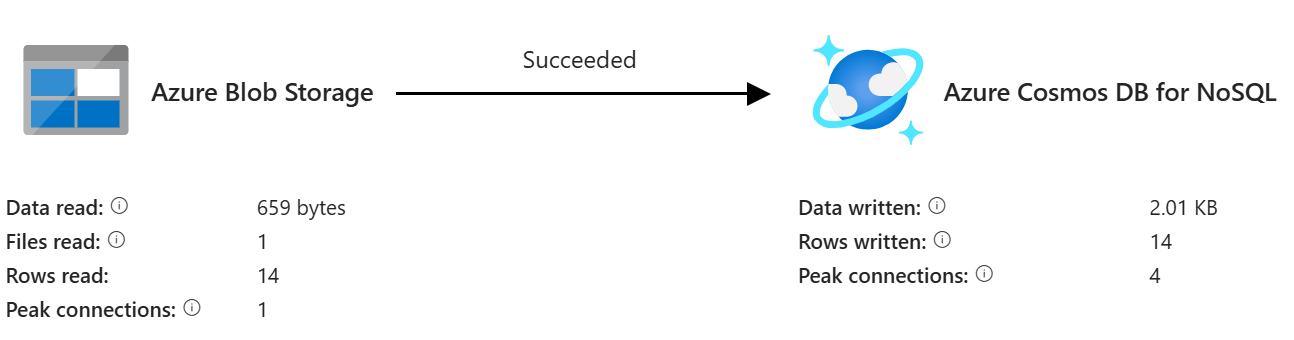 Succeeded
Azure Blob Storage
Azure Cosmos DB for NoSQL
Data read: 659 bytes
Files read: 1
Rows read: 14
Peak connections: 1
Data written: 2.01 KB
Rows written: 14
Peak connections: 4